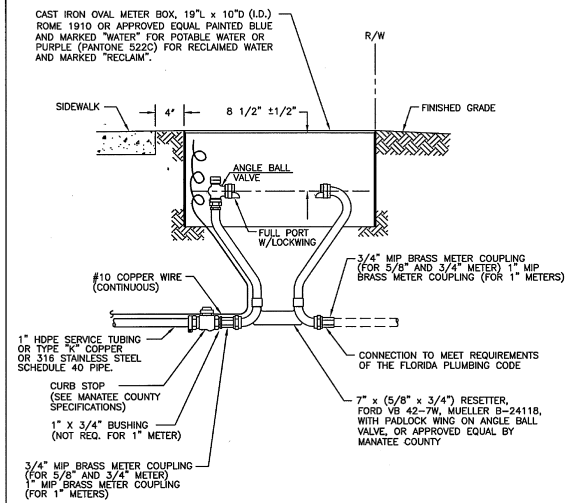 CAST IRON OVAL METER BOX, 19"L x 10"D (I.D.)
ROME 1910 OR APPROVED EQUAL PAINTED BLUE
AND MARKED "WATER" FOR POTABLE WATER OR
PURPLE (PANTONE 522C) FOR RECLAIMED WATER
AND MARKED "RECLAIM".
R/W
SIDEWALK
4"
8 1/2" ±1/2"
FINISHED GRADE
ANGLE BALL
VALVE
FULL PORT
W/LOCKWING
3/4" MIP BRASS METER COUPLING
(FOR 5/8" AND 3/4" METER) 1" MIP
BRASS METER COUPLING (FOR 1" METERS)
#10 COPPER WIRE
(CONTINUOUS)
1" HDPE SERVICE TUBING
OR TYPE "K" COPPER
OR 316 STAINLESS STEEL
SCHEDULE 40 PIPE.
CONNECTION TO MEET REQUIREMENTS
OF THE FLORIDA PLUMBING CODE
CURB STOP
(SEE MANATEE COUNTY
SPECIFICATIONS)
7" x (5/8" x 3/4") RESETTER,
FORD VB 42-7W, MUELLER B-24118,
WITH PADLOCK WING ON ANGLE BALL
VALVE, OR APPROVED EQUAL BY
MANATEE COUNTY
1" X 3/4" BUSHING
(NOT REQ. FOR 1" METER)
3/4" MIP BRASS METER COUPLING
(FOR 5/8" AND 3/4" METER)
1" MIP BRASS METER COUPLING
(FOR 1" METERS)